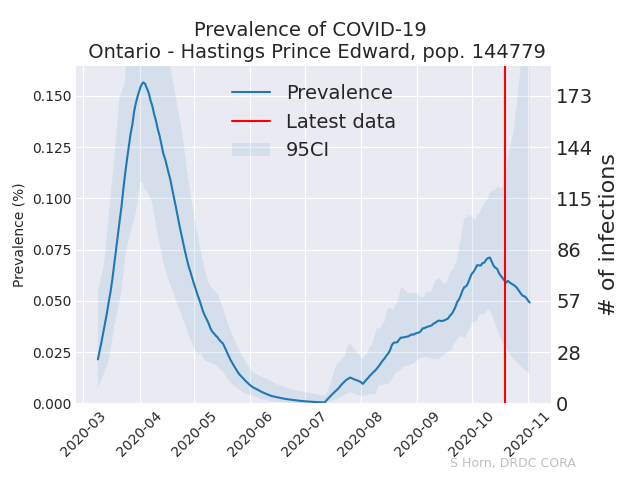 Prevalence of COVID-19
Ontario - Hastings Prince Edward, pop. 144779
Prevalence
Latest data
95CI
Prevalence (%)
0.150
0.125
0.100
0.075
0.050
0.025
0.000
173
144
115
86
57
28
0
# of infections
2020-03
2020-04
2020-05
2020-06
2020-07
2020-08
2020-09
2020-10
2020-11
S Horn, DRDC CORA